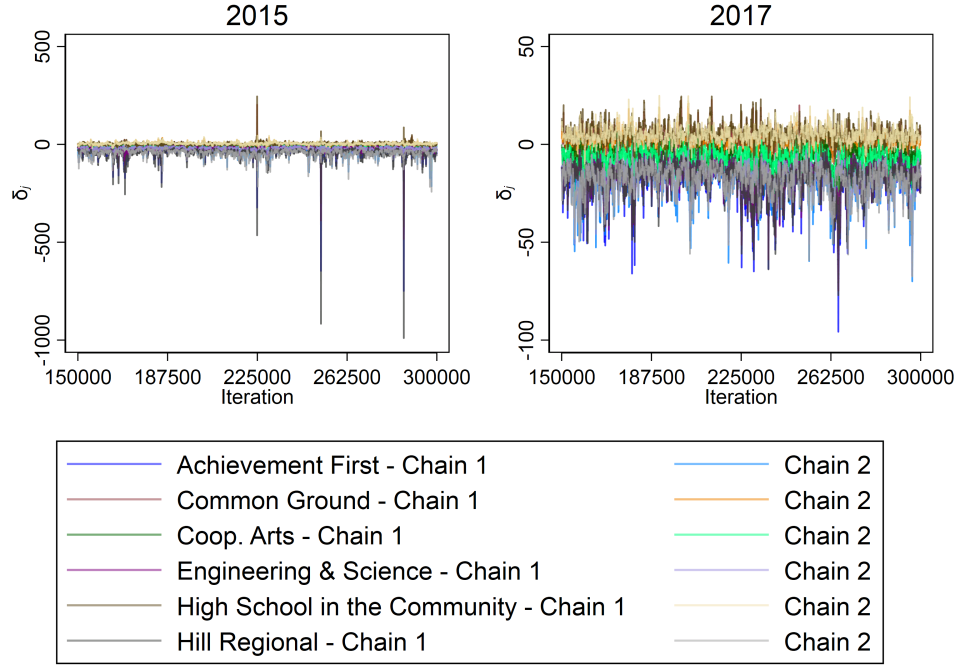 2015
2017
500
0
-500
-1000
δj
150000 187500 225000 262500 300000
Iteration
50
0
-50
-100
δj
150000 187500 225000 262500 300000
Iteration
Achievement First - Chain 1 Chain 2
Common Ground - Chain 1 Chain 2
Coop. Arts - Chain 1 Chain 2
Engineering & Science - Chain 1 Chain 2
High School in the Community - Chain 1 Chain 2
Hill Regional - Chain 1 Chain 2